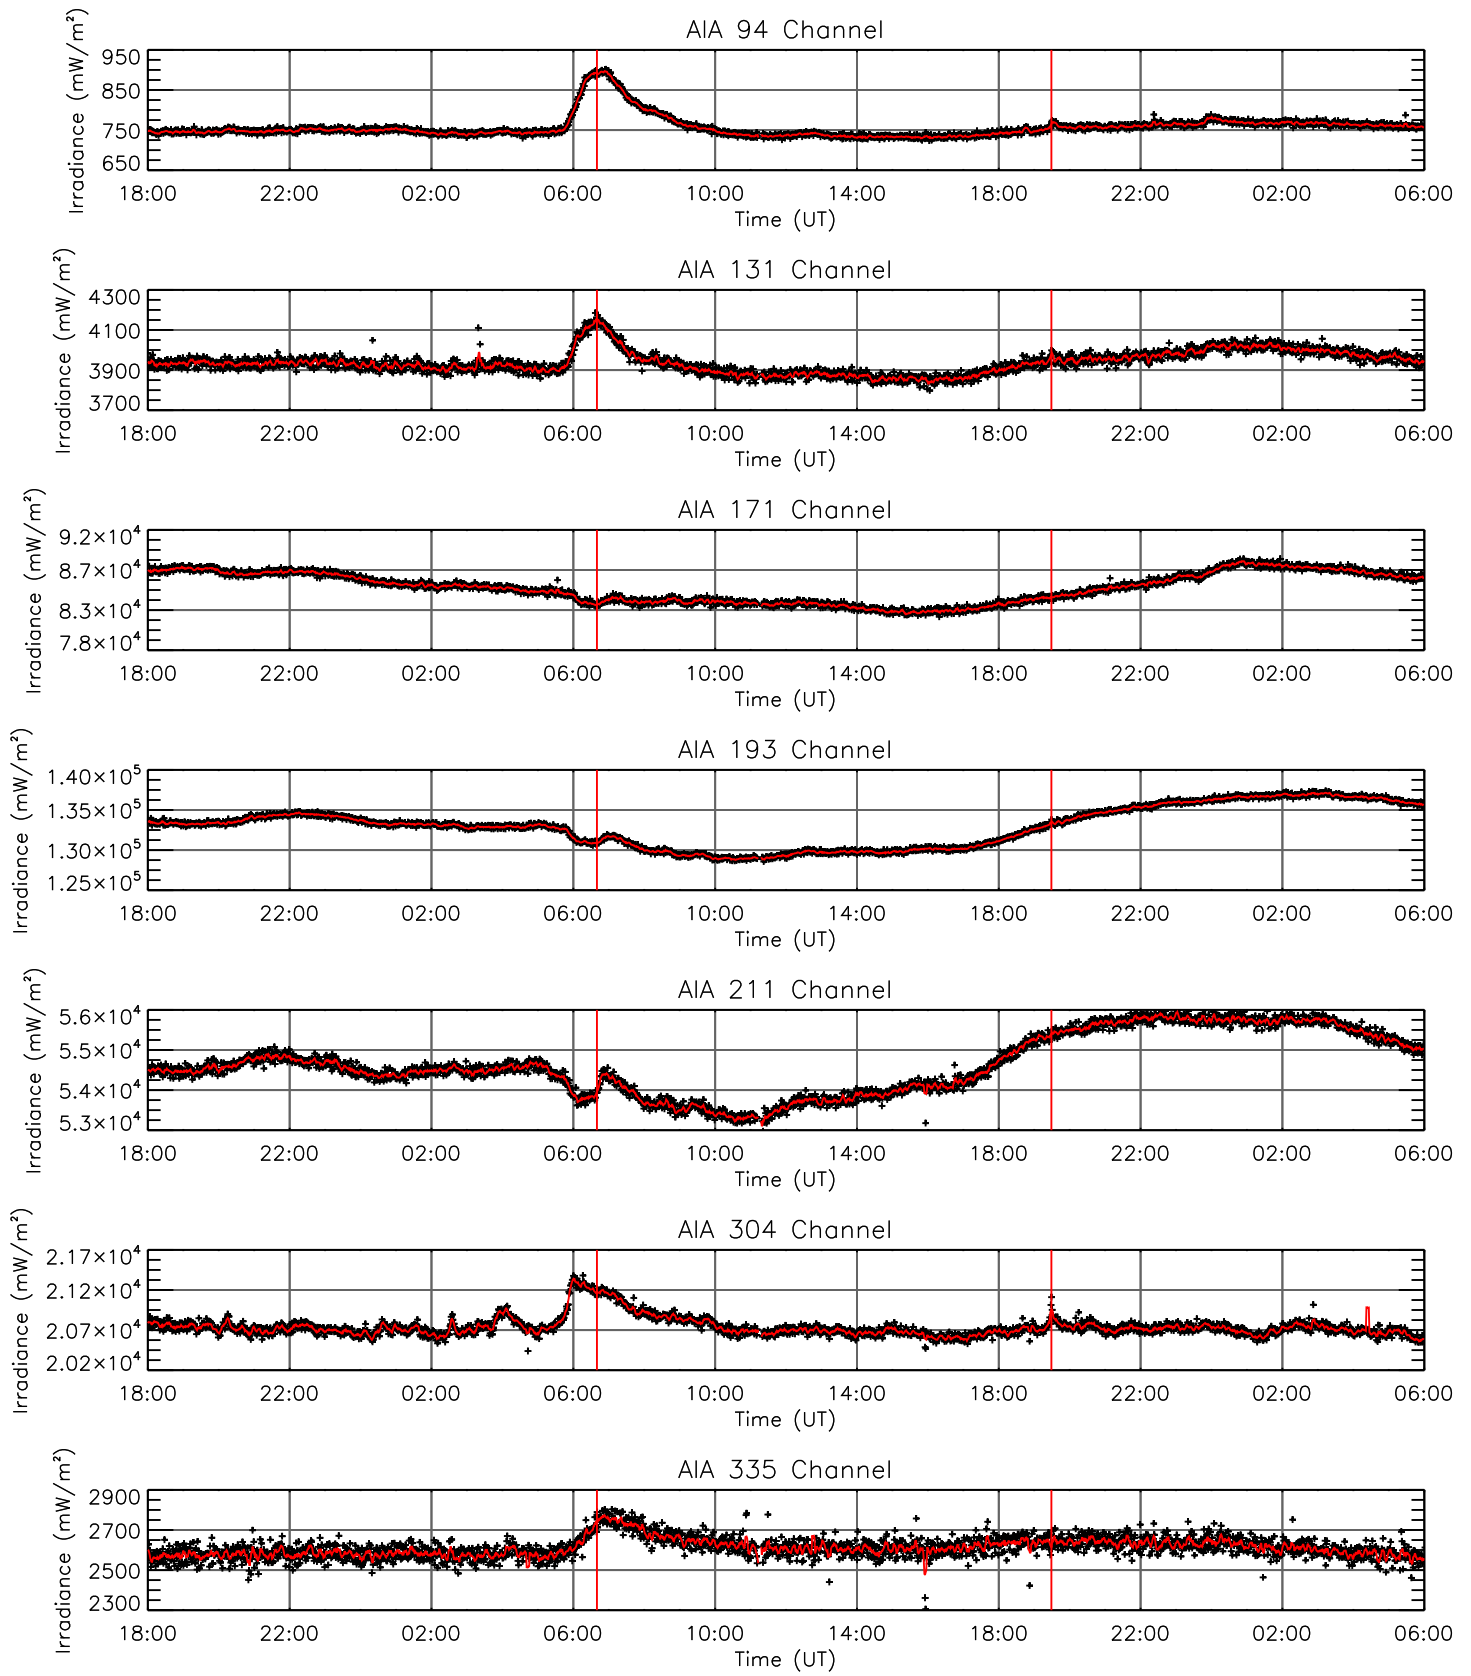 AIA 94 Channel
Irradiance (mW/m²)
950
850
750
650
18:00 22:00 02:00 06:00 10:00 14:00 18:00 22:00 02:00 06:00
Time (UT)
AIA 131 Channel
Irradiance (mW/m²)
4300
4100
3900
3700
18:00 22:00 02:00 06:00 10:00 14:00 18:00 22:00 02:00 06:00
Time (UT)
AIA 171 Channel
Irradiance (mW/m²)
9.2×10⁴
8.7×10⁴
8.3×10⁴
7.8×10⁴
18:00 22:00 02:00 06:00 10:00 14:00 18:00 22:00 02:00 06:00
Time (UT)
AIA 193 Channel
Irradiance (mW/m²)
1.40×10⁵
1.35×10⁵
1.30×10⁵
1.25×10⁵
18:00 22:00 02:00 06:00 10:00 14:00 18:00 22:00 02:00 06:00
Time (UT)
AIA 211 Channel
Irradiance (mW/m²)
5.6×10⁴
5.5×10⁴
5.4×10⁴
5.3×10⁴
18:00 22:00 02:00 06:00 10:00 14:00 18:00 22:00 02:00 06:00
Time (UT)
AIA 304 Channel
Irradiance (mW/m²)
2.17×10⁴
2.12×10⁴
2.07×10⁴
2.02×10⁴
18:00 22:00 02:00 06:00 10:00 14:00 18:00 22:00 02:00 06:00
Time (UT)
AIA 335 Channel
Irradiance (mW/m²)
2900
2700
2500
2300
18:00 22:00 02:00 06:00 10:00 14:00 18:00 22:00 02:00 06:00
Time (UT)